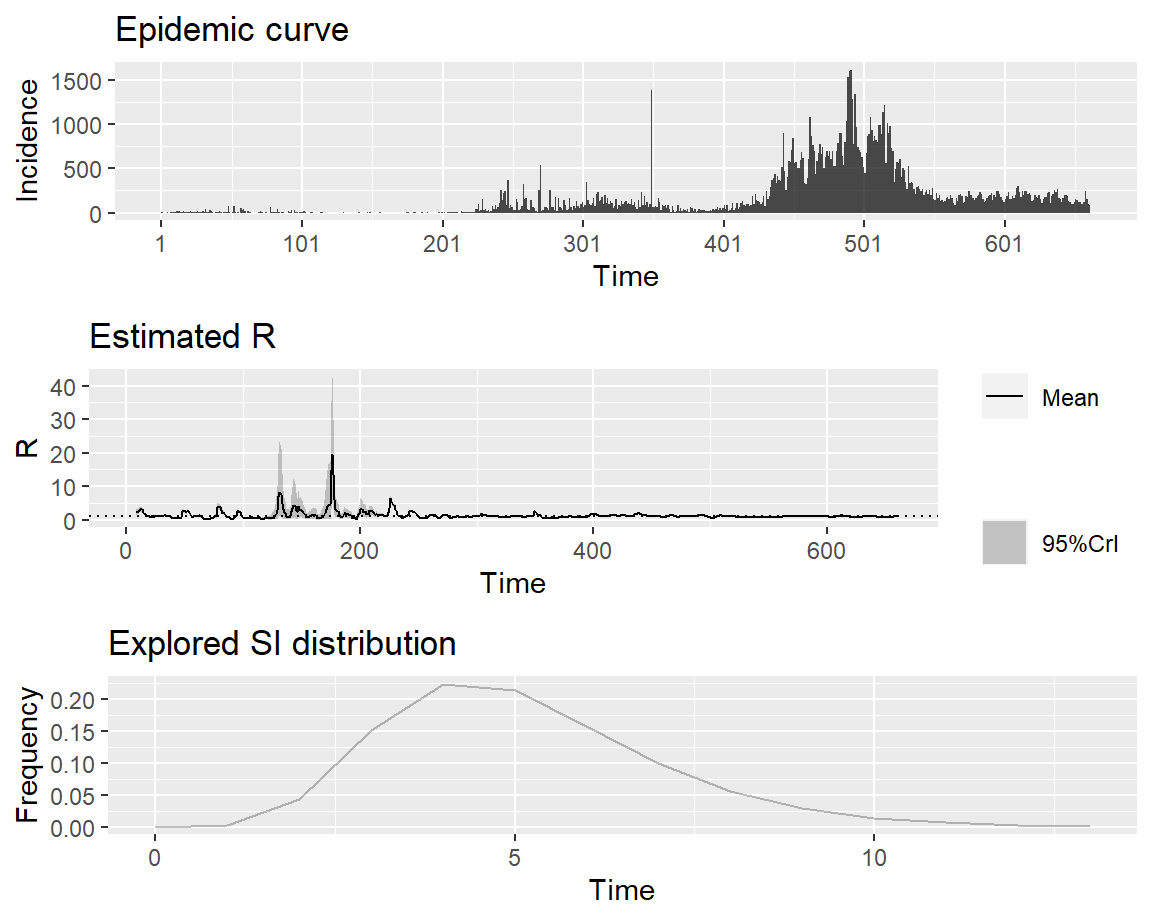 Epidemic curve
Incidence
1500
1000
500
0
1 101 201 301 401 501 601
Time
Estimated R
R
40
30
20
10
0
0 200 400 600
Time
Mean
95%CrI
Explored SI distribution
Frequency
0.20
0.15
0.10
0.05
0.00
0 5 10
Time